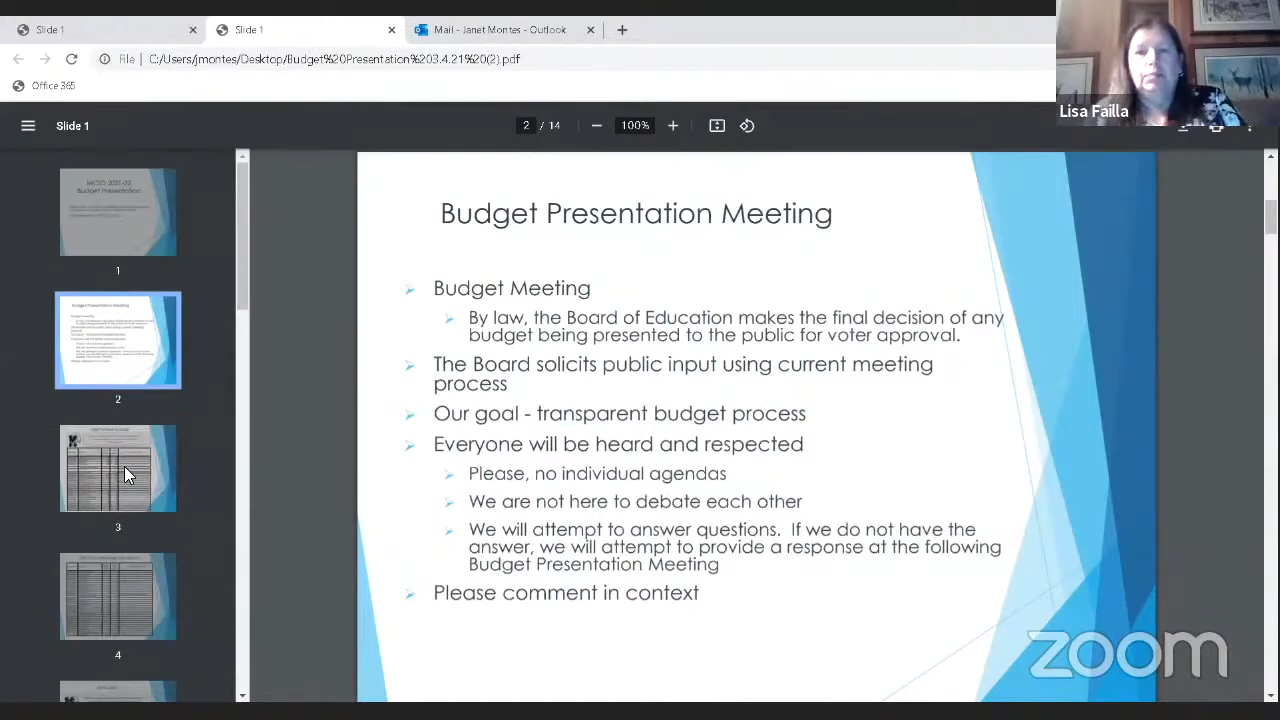 Slide 1
Slide 1
Mail - Janet Montes - Outlook
File | C:/Users/jmontes/Desktop/Budget%20Presentation%203.4.21%20(2).pdf
Office 365
Lisa Failla
Slide 1
2 / 14
100%
Budget Presentation
1
2
3
4
Budget Presentation Meeting
Budget Meeting
By law, the Board of Education makes the final decision of any
budget being presented to the public for voter approval.
The Board solicits public input using current meeting
process
Our goal - transparent budget process
Everyone will be heard and respected
Please, no individual agendas
We are not here to debate each other
We will attempt to answer questions. If we do not have the
answer, we will attempt to provide a response at the following
Budget Presentation Meeting
Please comment in context
zoom